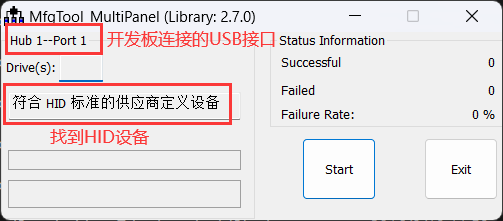 MfgTool_MultiPanel (Library: 2.7.0)
Hub 1--Port 1
开发板连接的USB接口
Drive(s):
符合 HID 标准的供应商定义设备
找到HID设备
Status Information
Successful 0
Failed 0
Failure Rate: 0 %
Start
Exit